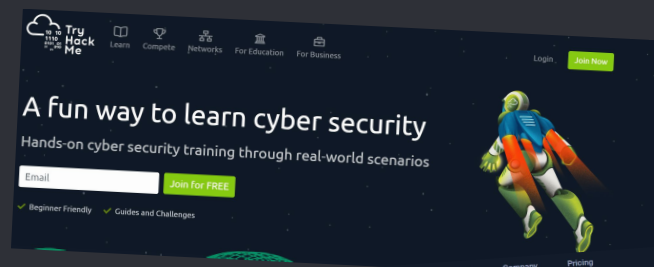 Try
Hack
Me
Learn
Compete
Networks
For Education
For Business
Login
Join Now
A fun way to learn cyber security
Hands-on cyber security training through real-world scenarios
Email
Join for FREE
Beginner Friendly
Guides and Challenges
Company
Pricing